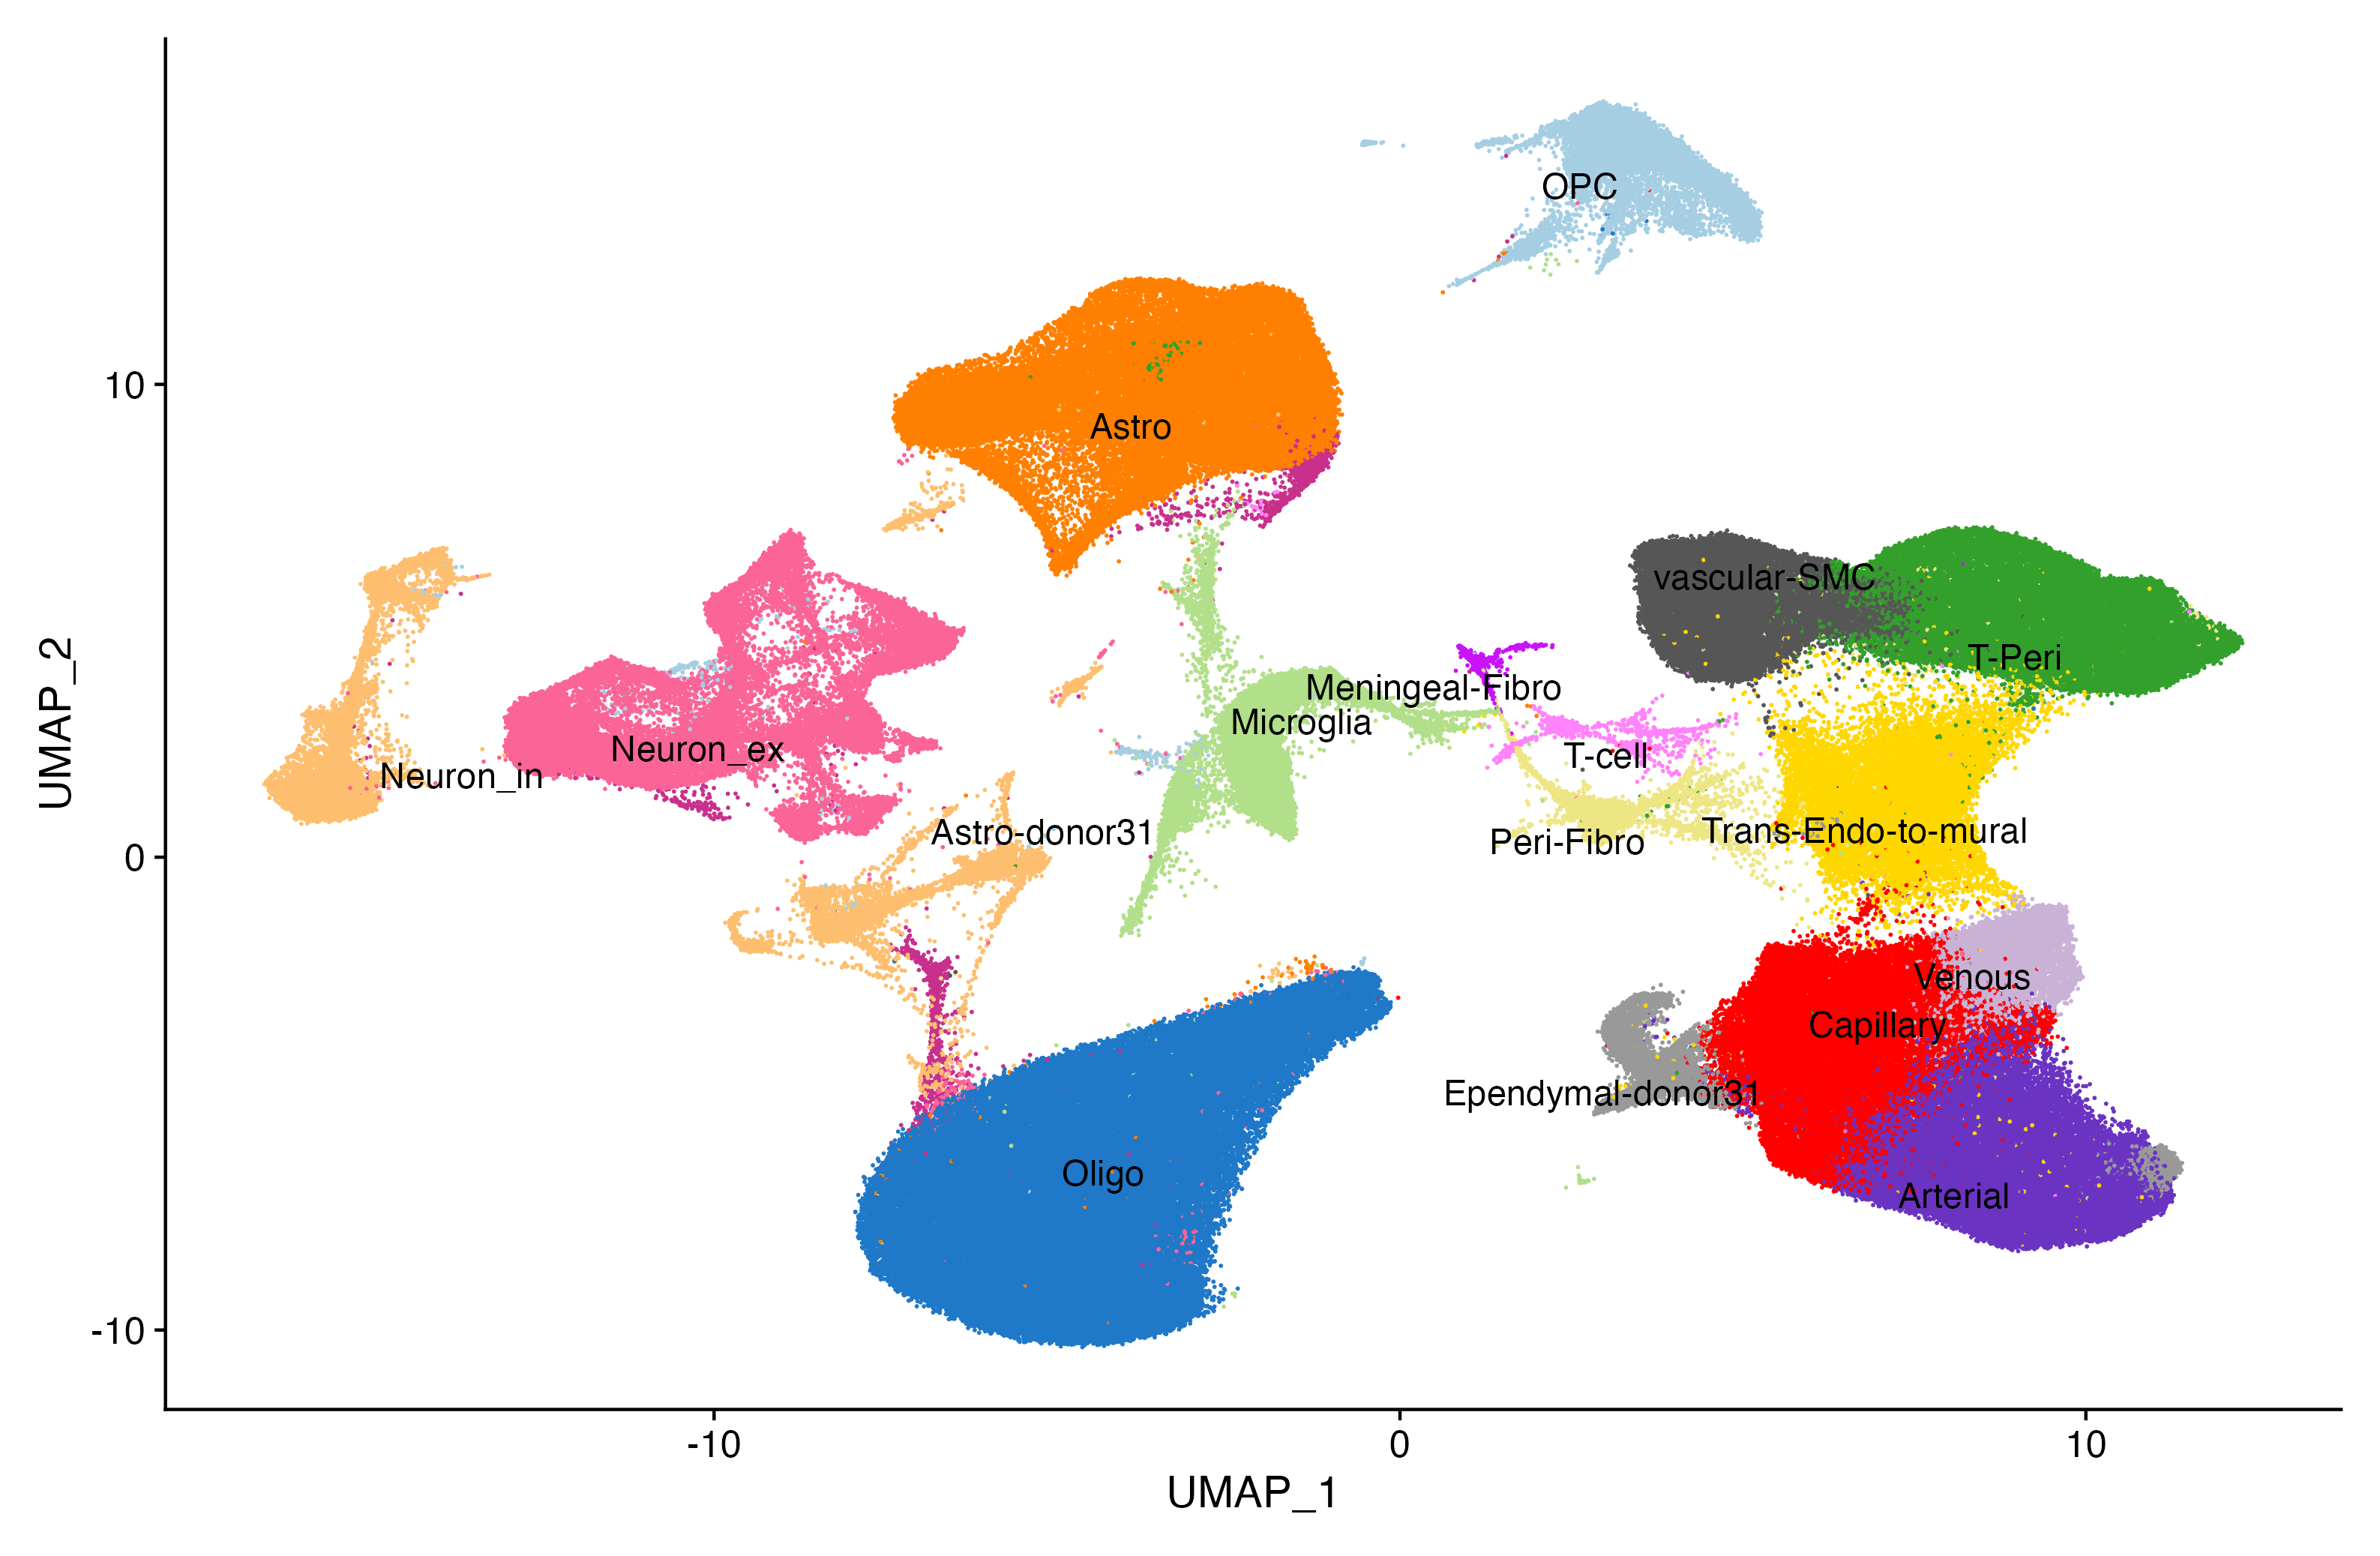 OPC
10
Astro
vascular-SMC
T-Peri
Meningeal-Fibro
Microglia
Neuron_ex
T-cell
Neuron_in
Astro-donor31
Trans-Endo-to-mural
Peri-Fibro
0
UMAP_2
Venous
Capillary
Ependymal-donor31
Oligo
Arterial
-10
-10
0
10
UMAP_1